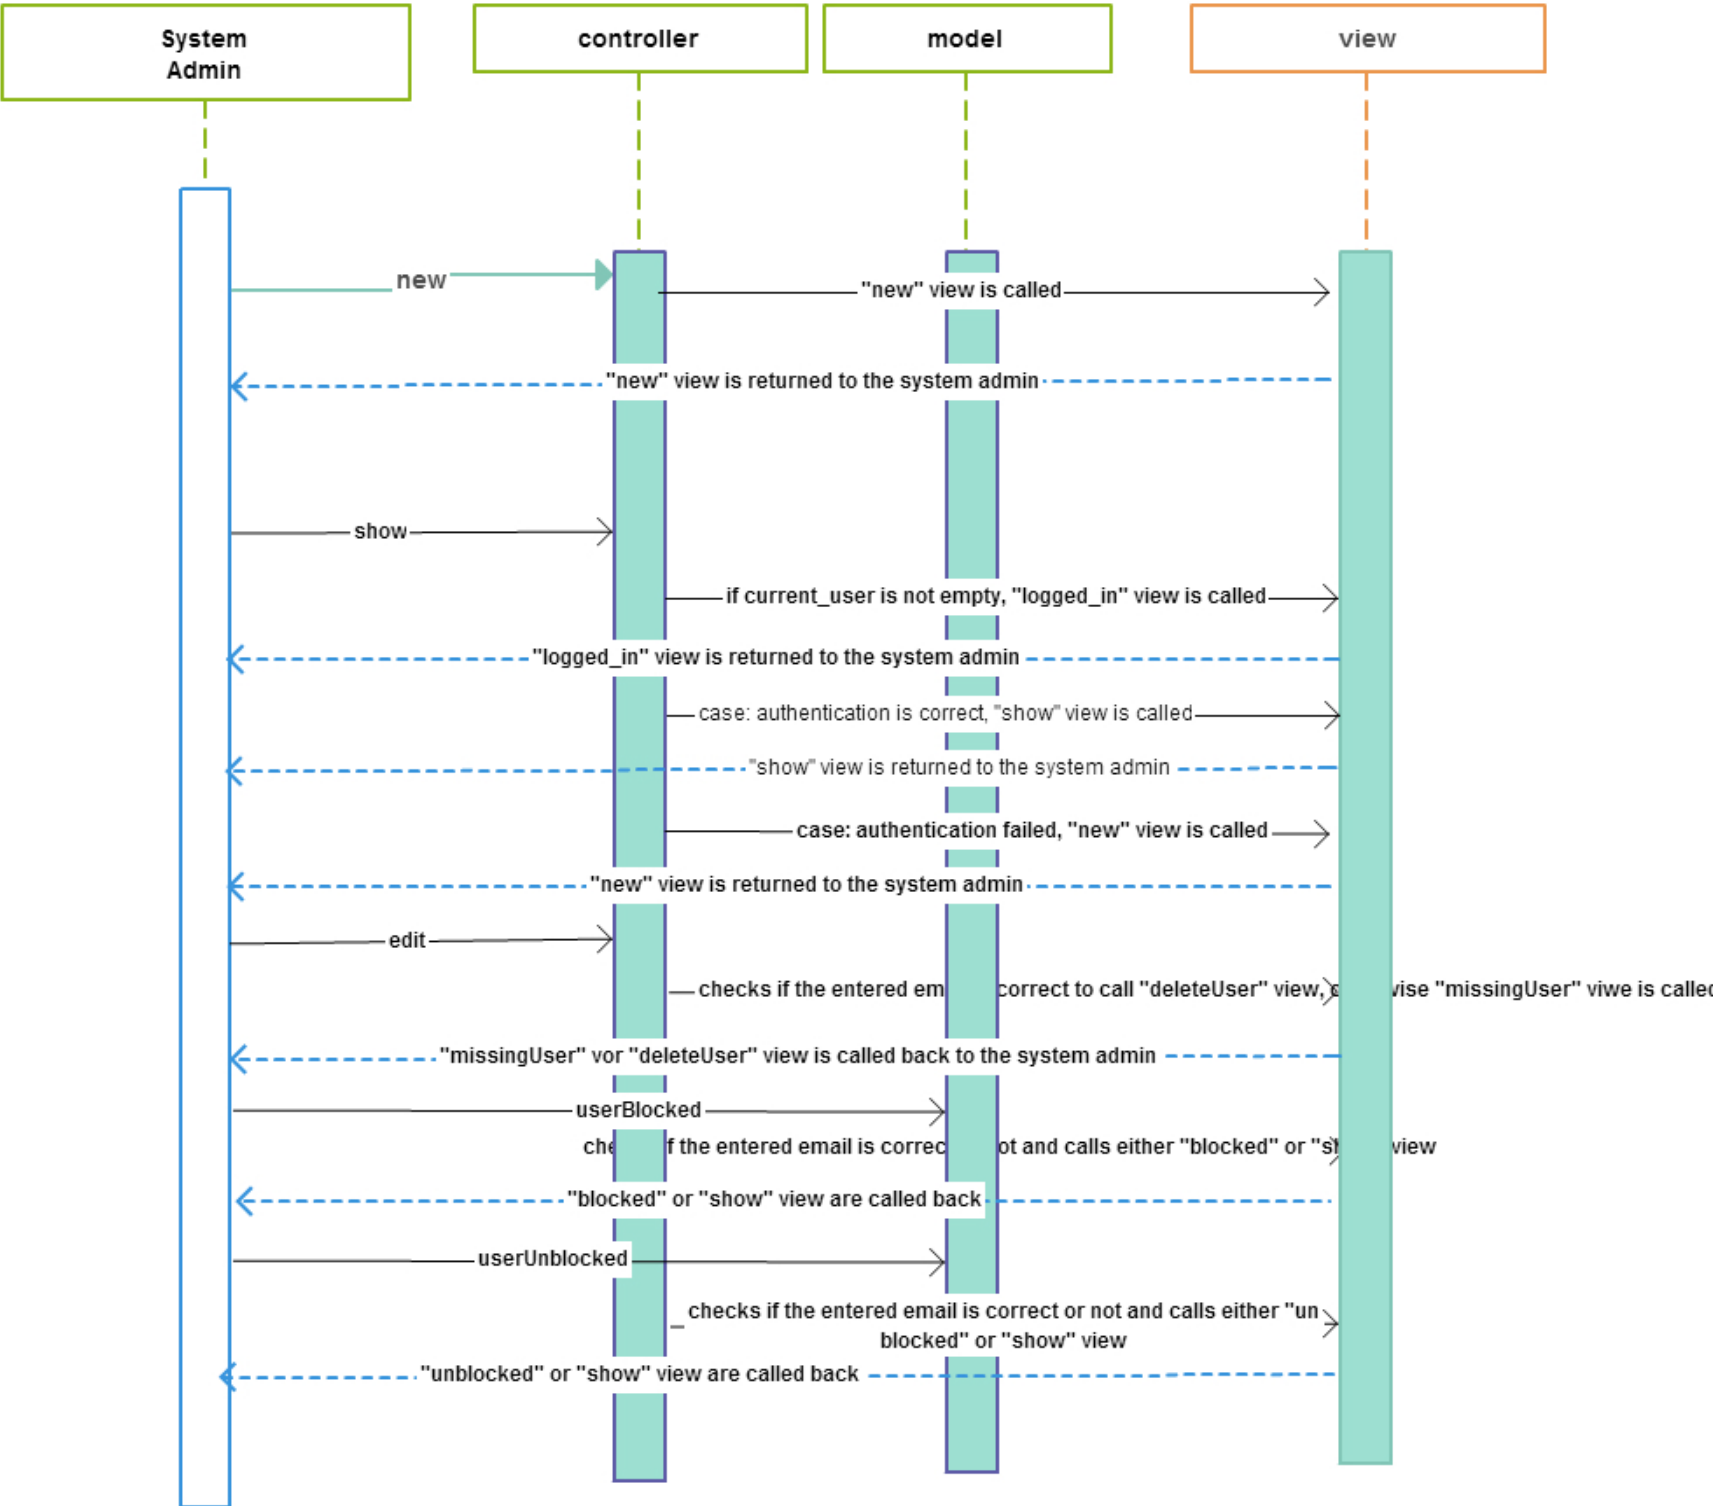 System
Admin
controller
model
view
new
"new" view is called
"new" view is returned to the system admin
show
if current_user is not empty, "logged_in" view is called
"logged_in" view is returned to the system admin
case: authentication is correct, "show" view is called
"show" view is returned to the system admin
case: authentication failed, "new" view is called
"new" view is returned to the system admin
edit
checks if the entered em correct to call "deleteUser" view, wise "missingUser" viwe is called
"missingUser" vor "deleteUser" view is called back to the system admin
userBlocked
che f the entered email is correc ot and calls either "blocked" or "sh view
"blocked" or "show" view are called back
userUnblocked
checks if the entered email is correct or not and calls either "un
blocked" or "show" view
"unblocked" or "show" view are called back